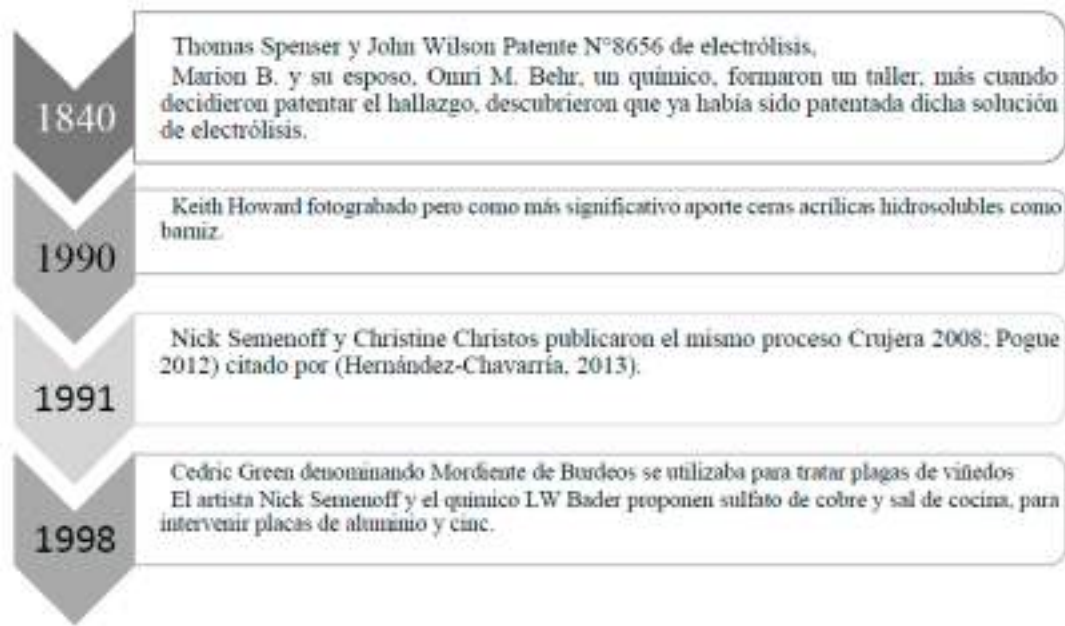 1840
Thomas Spenser y John Wilson Patente N°8656 de electrólisis,
Marion B. y su esposo, Omri M. Behr, un químico, formaron un taller, más cuando
decidieron patentar el hallazgo, descubrieron que ya había sido patentada dicha solución
de electrólisis.
1990
Keith Howard fotograbado pero como más significativo aporte ceras acrílicas hidrosolubles como
barniz.
1991
Nick Semenoff y Christine Christos publicaron el mismo proceso Crujera 2008; Pogue
2012) citado por (Hernández-Chavarría, 2013).
1998
Cedric Green denominando Mordiente de Burdeos se utilizaba para tratar plagas de viñedos
El artista Nick Semenoff y el químico LW Bader proponen sulfato de cobre y sal de cocina, para
intervenir placas de aluminio y cinc.